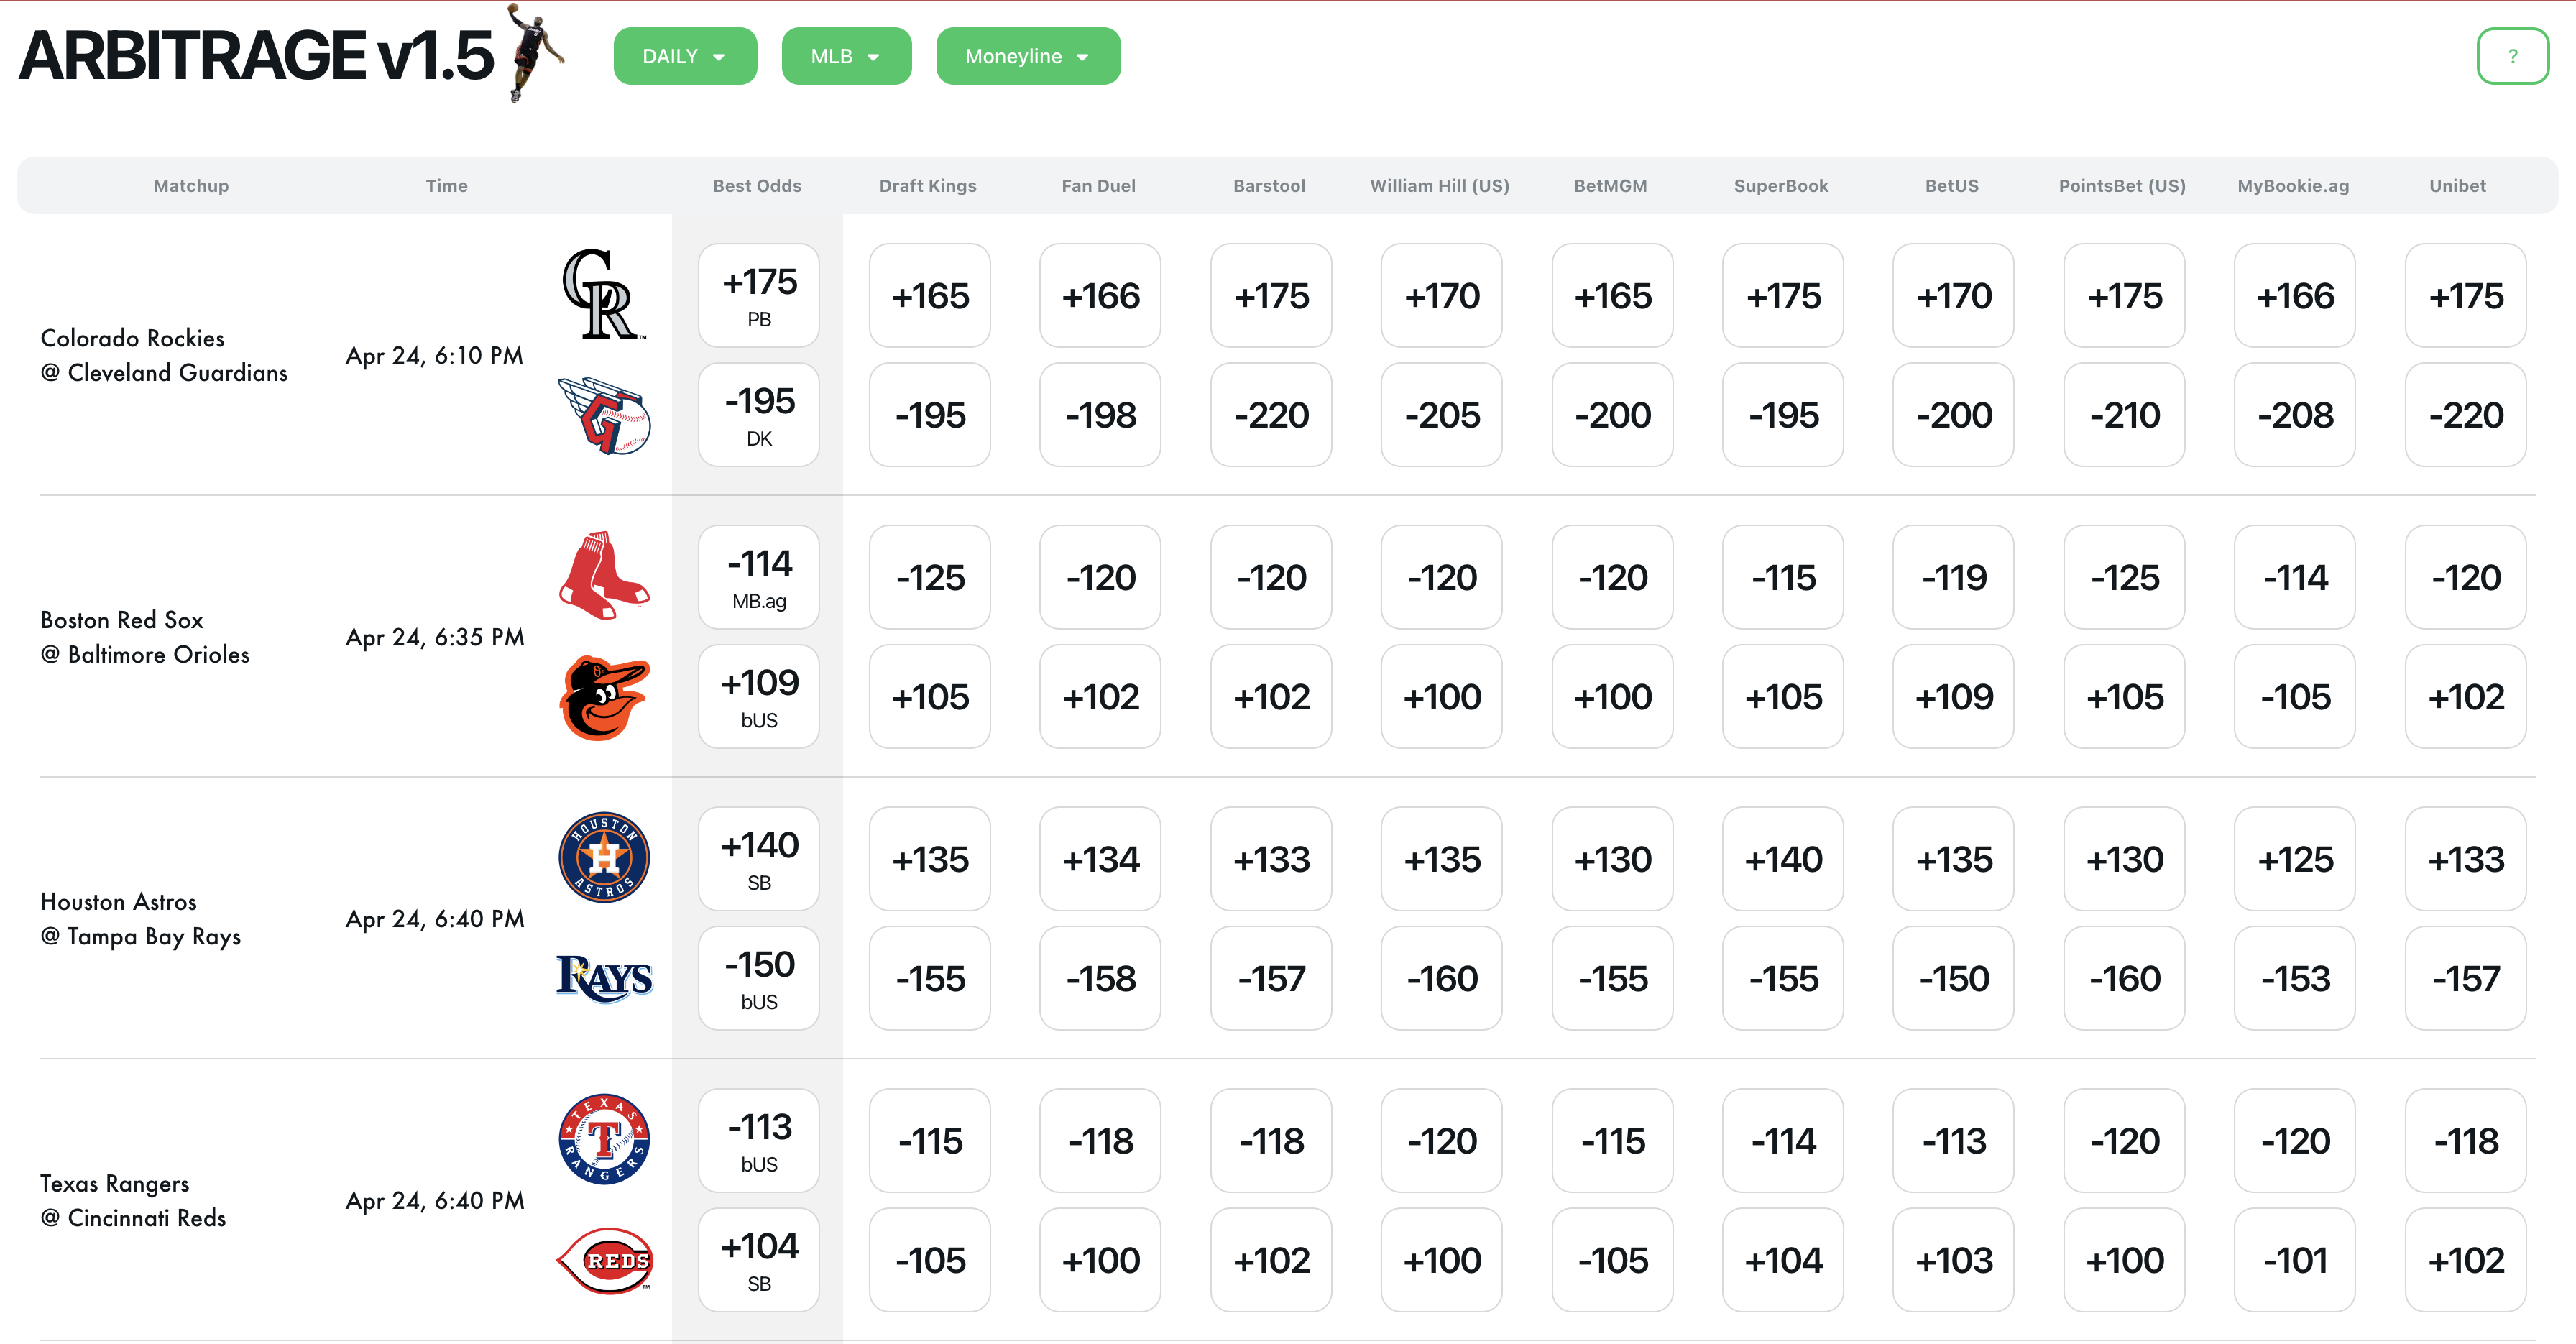 ARBITRAGE v1.5
DAILY
MLB
Moneyline
?
Matchup Time Best Odds Draft Kings Fan Duel Barstool William Hill (US) BetMGM SuperBook BetUS PointsBet (US) MyBookie.ag Unibet
Colorado Rockies
@ Cleveland Guardians
Apr 24, 6:10 PM
CR
+175
PB
+165 +166 +175 +170 +165 +175 +170 +175 +166 +175
G
-195
DK
-195 -198 -220 -205 -200 -195 -200 -210 -208 -220
Boston Red Sox
@ Baltimore Orioles
Apr 24, 6:35 PM
-114
MB.ag
-125 -120 -120 -120 -120 -115 -119 -125 -114 -120
+109
bUS
+105 +102 +102 +100 +100 +105 +109 +105 -105 +102
Houston Astros
@ Tampa Bay Rays
Apr 24, 6:40 PM
HOUSTON
H
ASTROS
+140
SB
+135 +134 +133 +135 +130 +140 +135 +130 +125 +133
RAYS
-150
bUS
-155 -158 -157 -160 -155 -155 -150 -160 -153 -157
Texas Rangers
@ Cincinnati Reds
Apr 24, 6:40 PM
TEXAS
T
RANGERS
-113
bUS
-115 -118 -118 -120 -115 -114 -113 -120 -120 -118
REDS
+104
SB
-105 +100 +102 +100 -105 +104 +103 +100 -101 +102